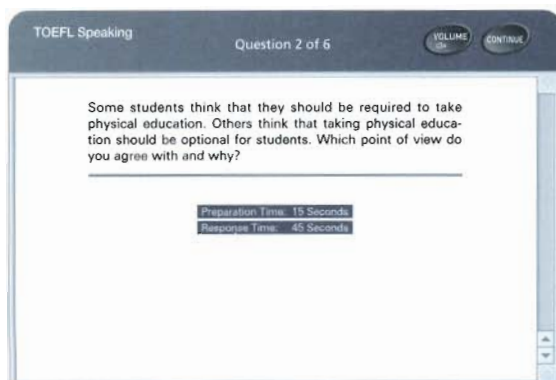 TOEFL Speaking
Question 2 of 6
VOLUME
CONTINUE
Some students think that they should be required to take
physical education. Others think that taking physical educa-
tion should be optional for students. Which point of view do
you agree with and why?
Preparation Time: 15 Seconds
Response Time: 45 Seconds